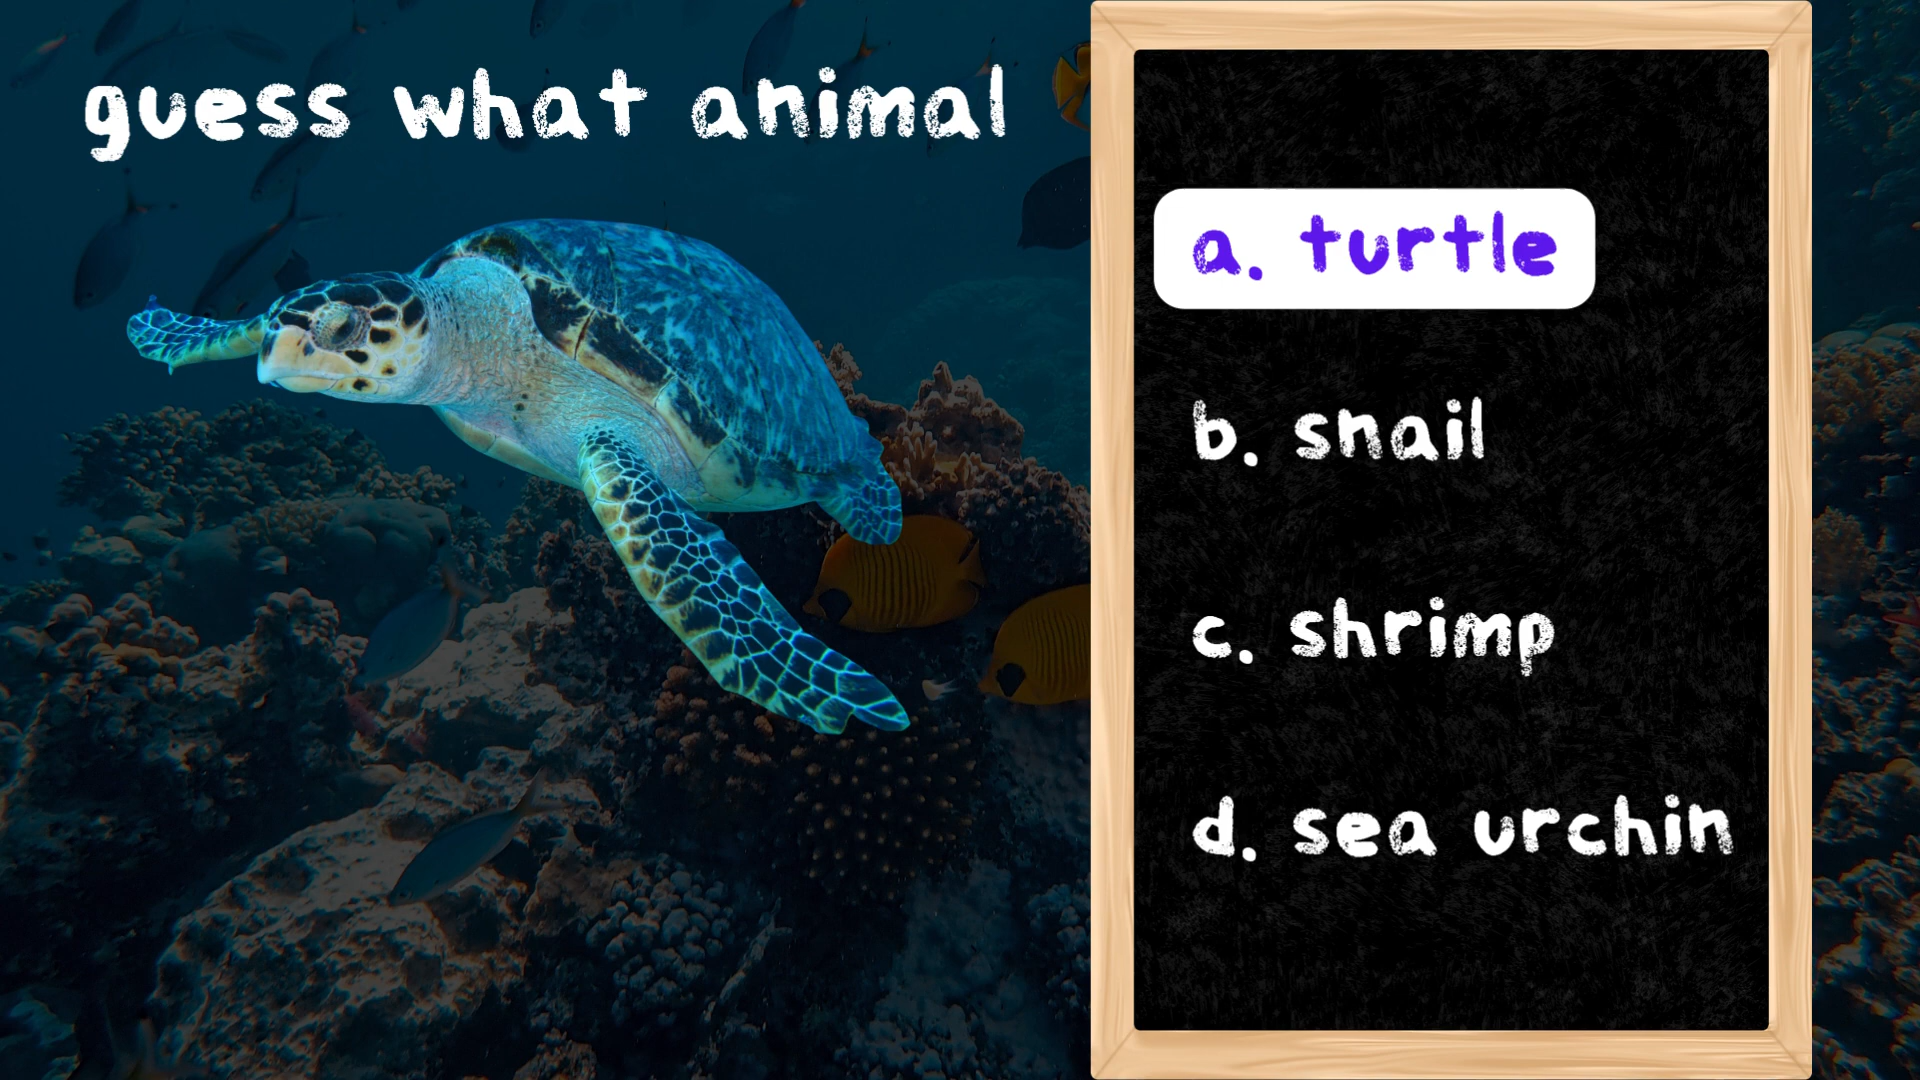 guess what animal
a. turtle
b. snail
c. shrimp
d. sea urchin